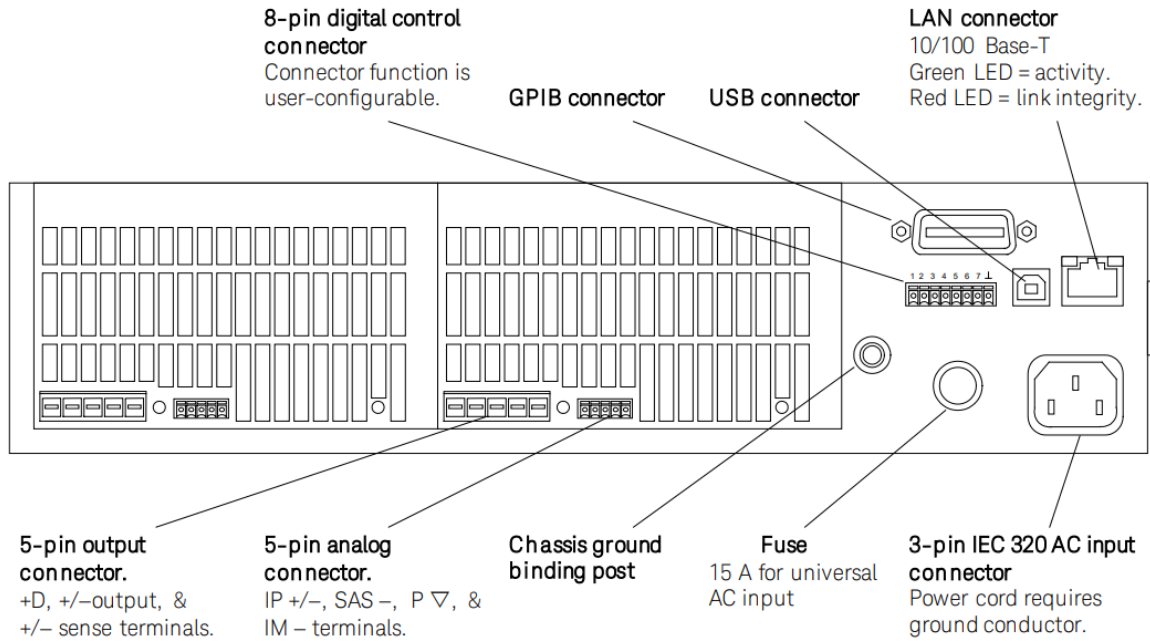 8-pin digital control
connector
Connector function is
user-configurable.
GPIB connector
USB connector
LAN connector
10/100 Base-T
Green LED = activity.
Red LED = link integrity.
1 2 3 4 5 6 7 ⊥
5-pin output
connector.
+D, +/–output, &
+/– sense terminals.
5-pin analog
connector.
IP +/–, SAS –, P ▽, &
IM – terminals.
Chassis ground
binding post
Fuse
15 A for universal
AC input
3-pin IEC 320 AC input
connector
Power cord requires
ground conductor.